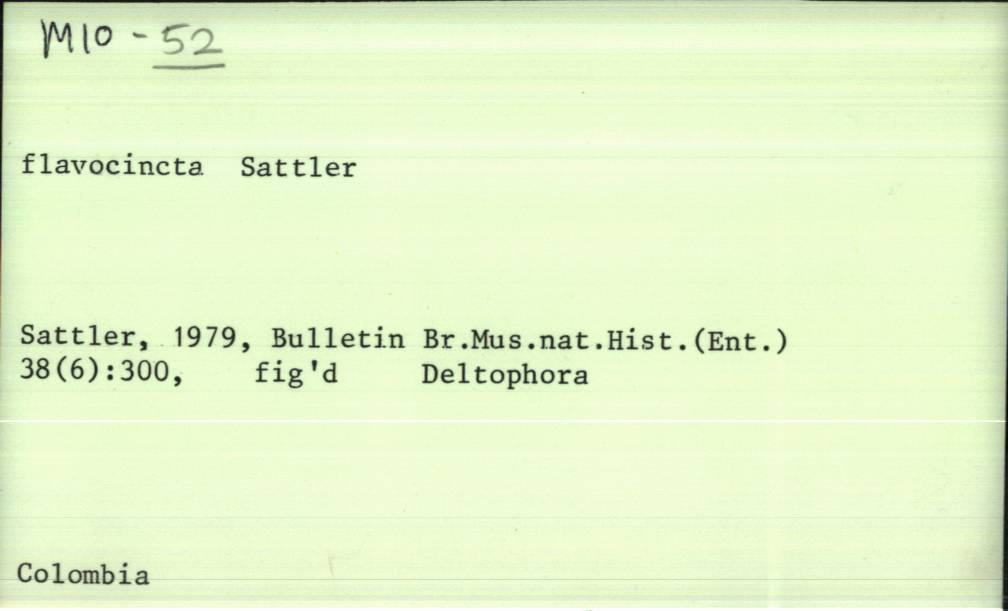 M10 - 52
flavocincta Sattler
Sattler, 1979, Bulletin Br.Mus.nat.Hist.(Ent.)
38(6):300, fig'd Deltophora
Colombia